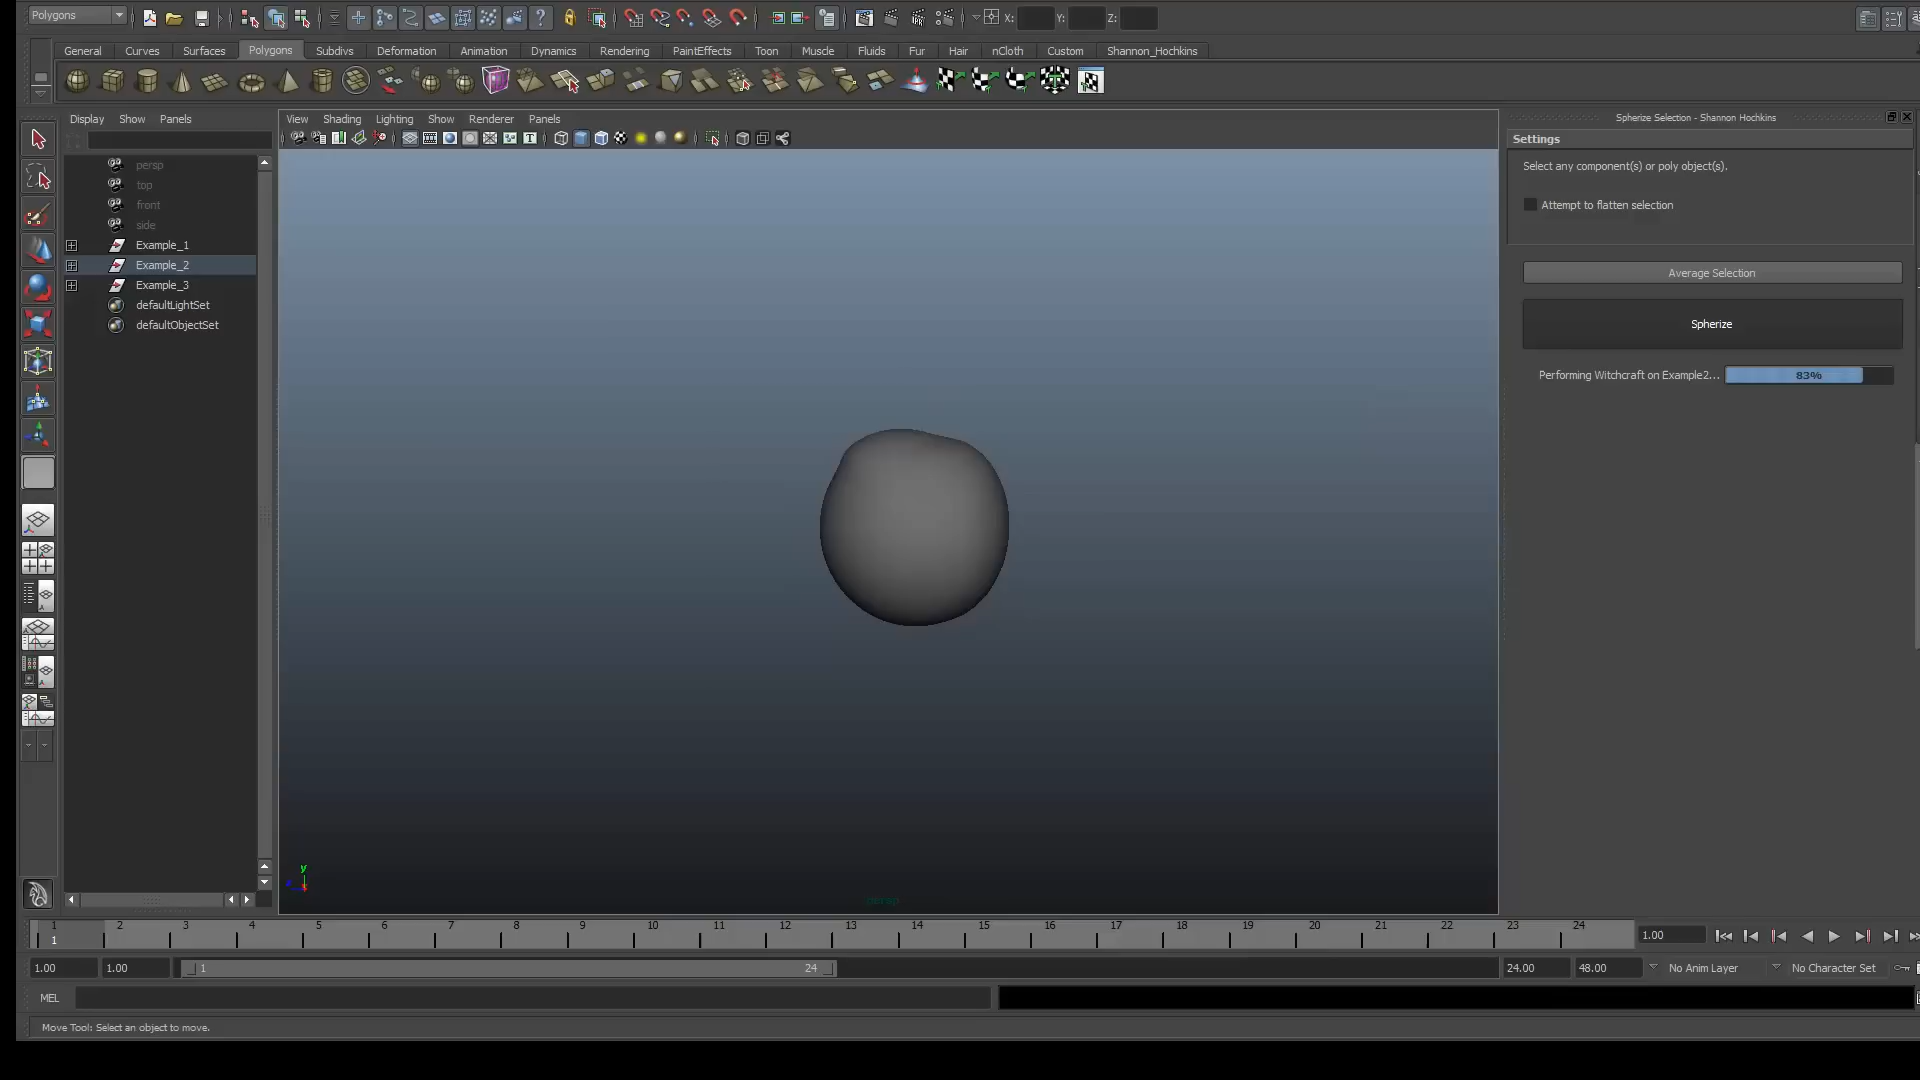 Polygons X: Y: Z:
General Curves Surfaces Polygons Subdivs Deformation Animation Dynamics Rendering PaintEffects Toon Muscle Fluids Fur Hair nCloth Custom Shannon_Hochkins
Display Show Panels
View Shading Lighting Show Renderer Panels
Spherize Selection - Shannon Hochkins
Settings
Select any component(s) or poly object(s).
Attempt to flatten selection
Average Selection
Spherize
Performing Witchcraft on Example2... 83%
persp
top
front
side
Example_1
Example_2
Example_3
defaultLightSet
defaultObjectSet
y
persp
1 2 3 4 5 6 7 8 9 10 11 12 13 14 15 16 17 18 19 20 21 22 23 24
1 1.00
1.00 1.00 1 24 24.00 48.00 No Anim Layer No Character Set
MEL
Move Tool: Select an object to move.